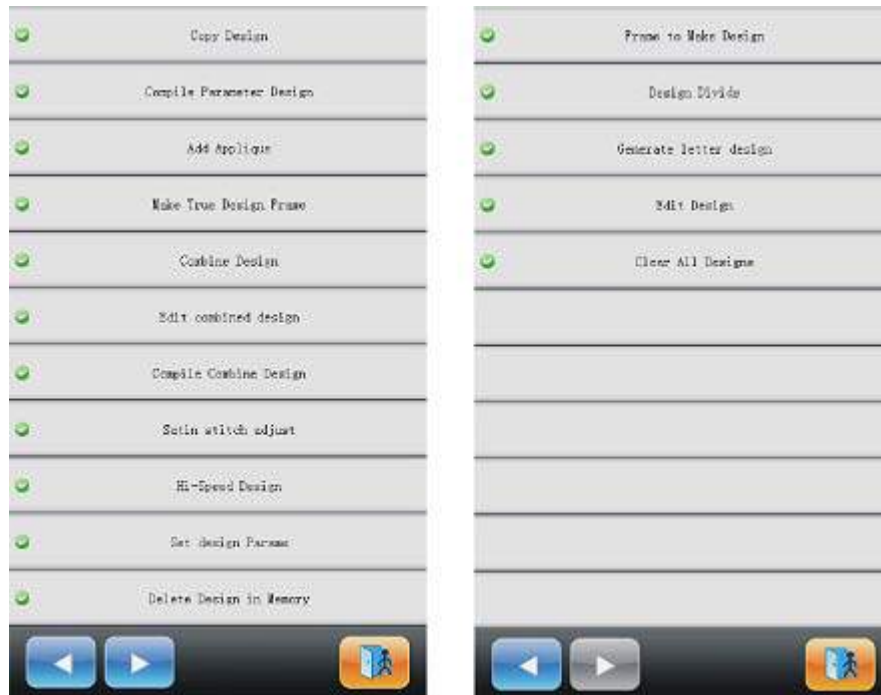 Copy Design
Compile Parameter Design
Add Applique
Make True Design Frame
Combine Design
Edit combined design
Compile Combine Design
Satin stitch adjust
Hi-Speed Design
Set design Params
Delete Design in Memory
Frame to Make Design
Design Divide
Generate letter design
Edit Design
Clear All Designs